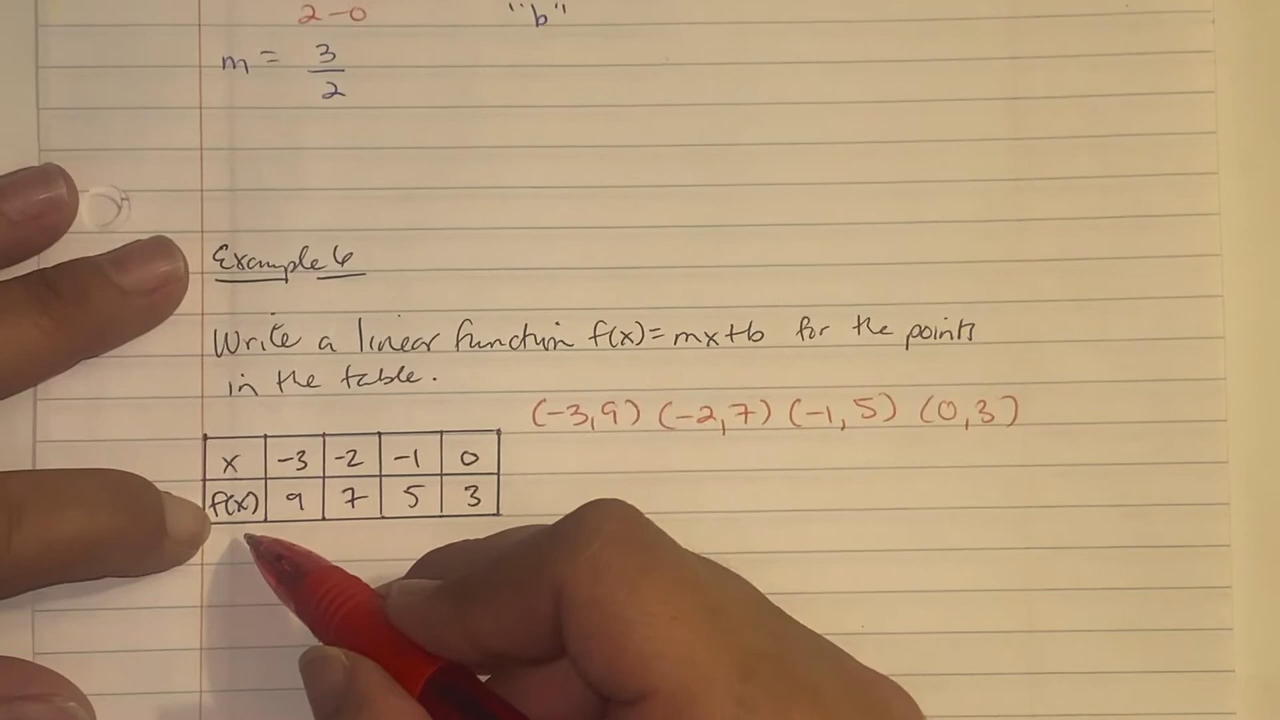 2-0
"b"
m = 3/2
Example 6
Write a linear function f(x)=mx+b for the points
in the table.
(-3,9) (-2,7) (-1,5) (0,3)
x -3 -2 -1 0
f(x) 9 7 5 3